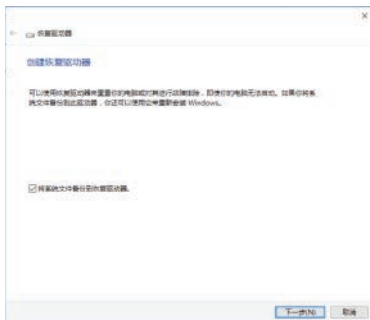 恢复驱动器
创建恢复驱动器
可以使用恢复驱动器来重置你的电脑或对其进行故障排除，即使你的电脑无法启动。如果你将系
统文件备份到此驱动器，你还可以使用它来重新安装 Windows。
将系统文件备份到恢复驱动器。
下一步(N) 取消